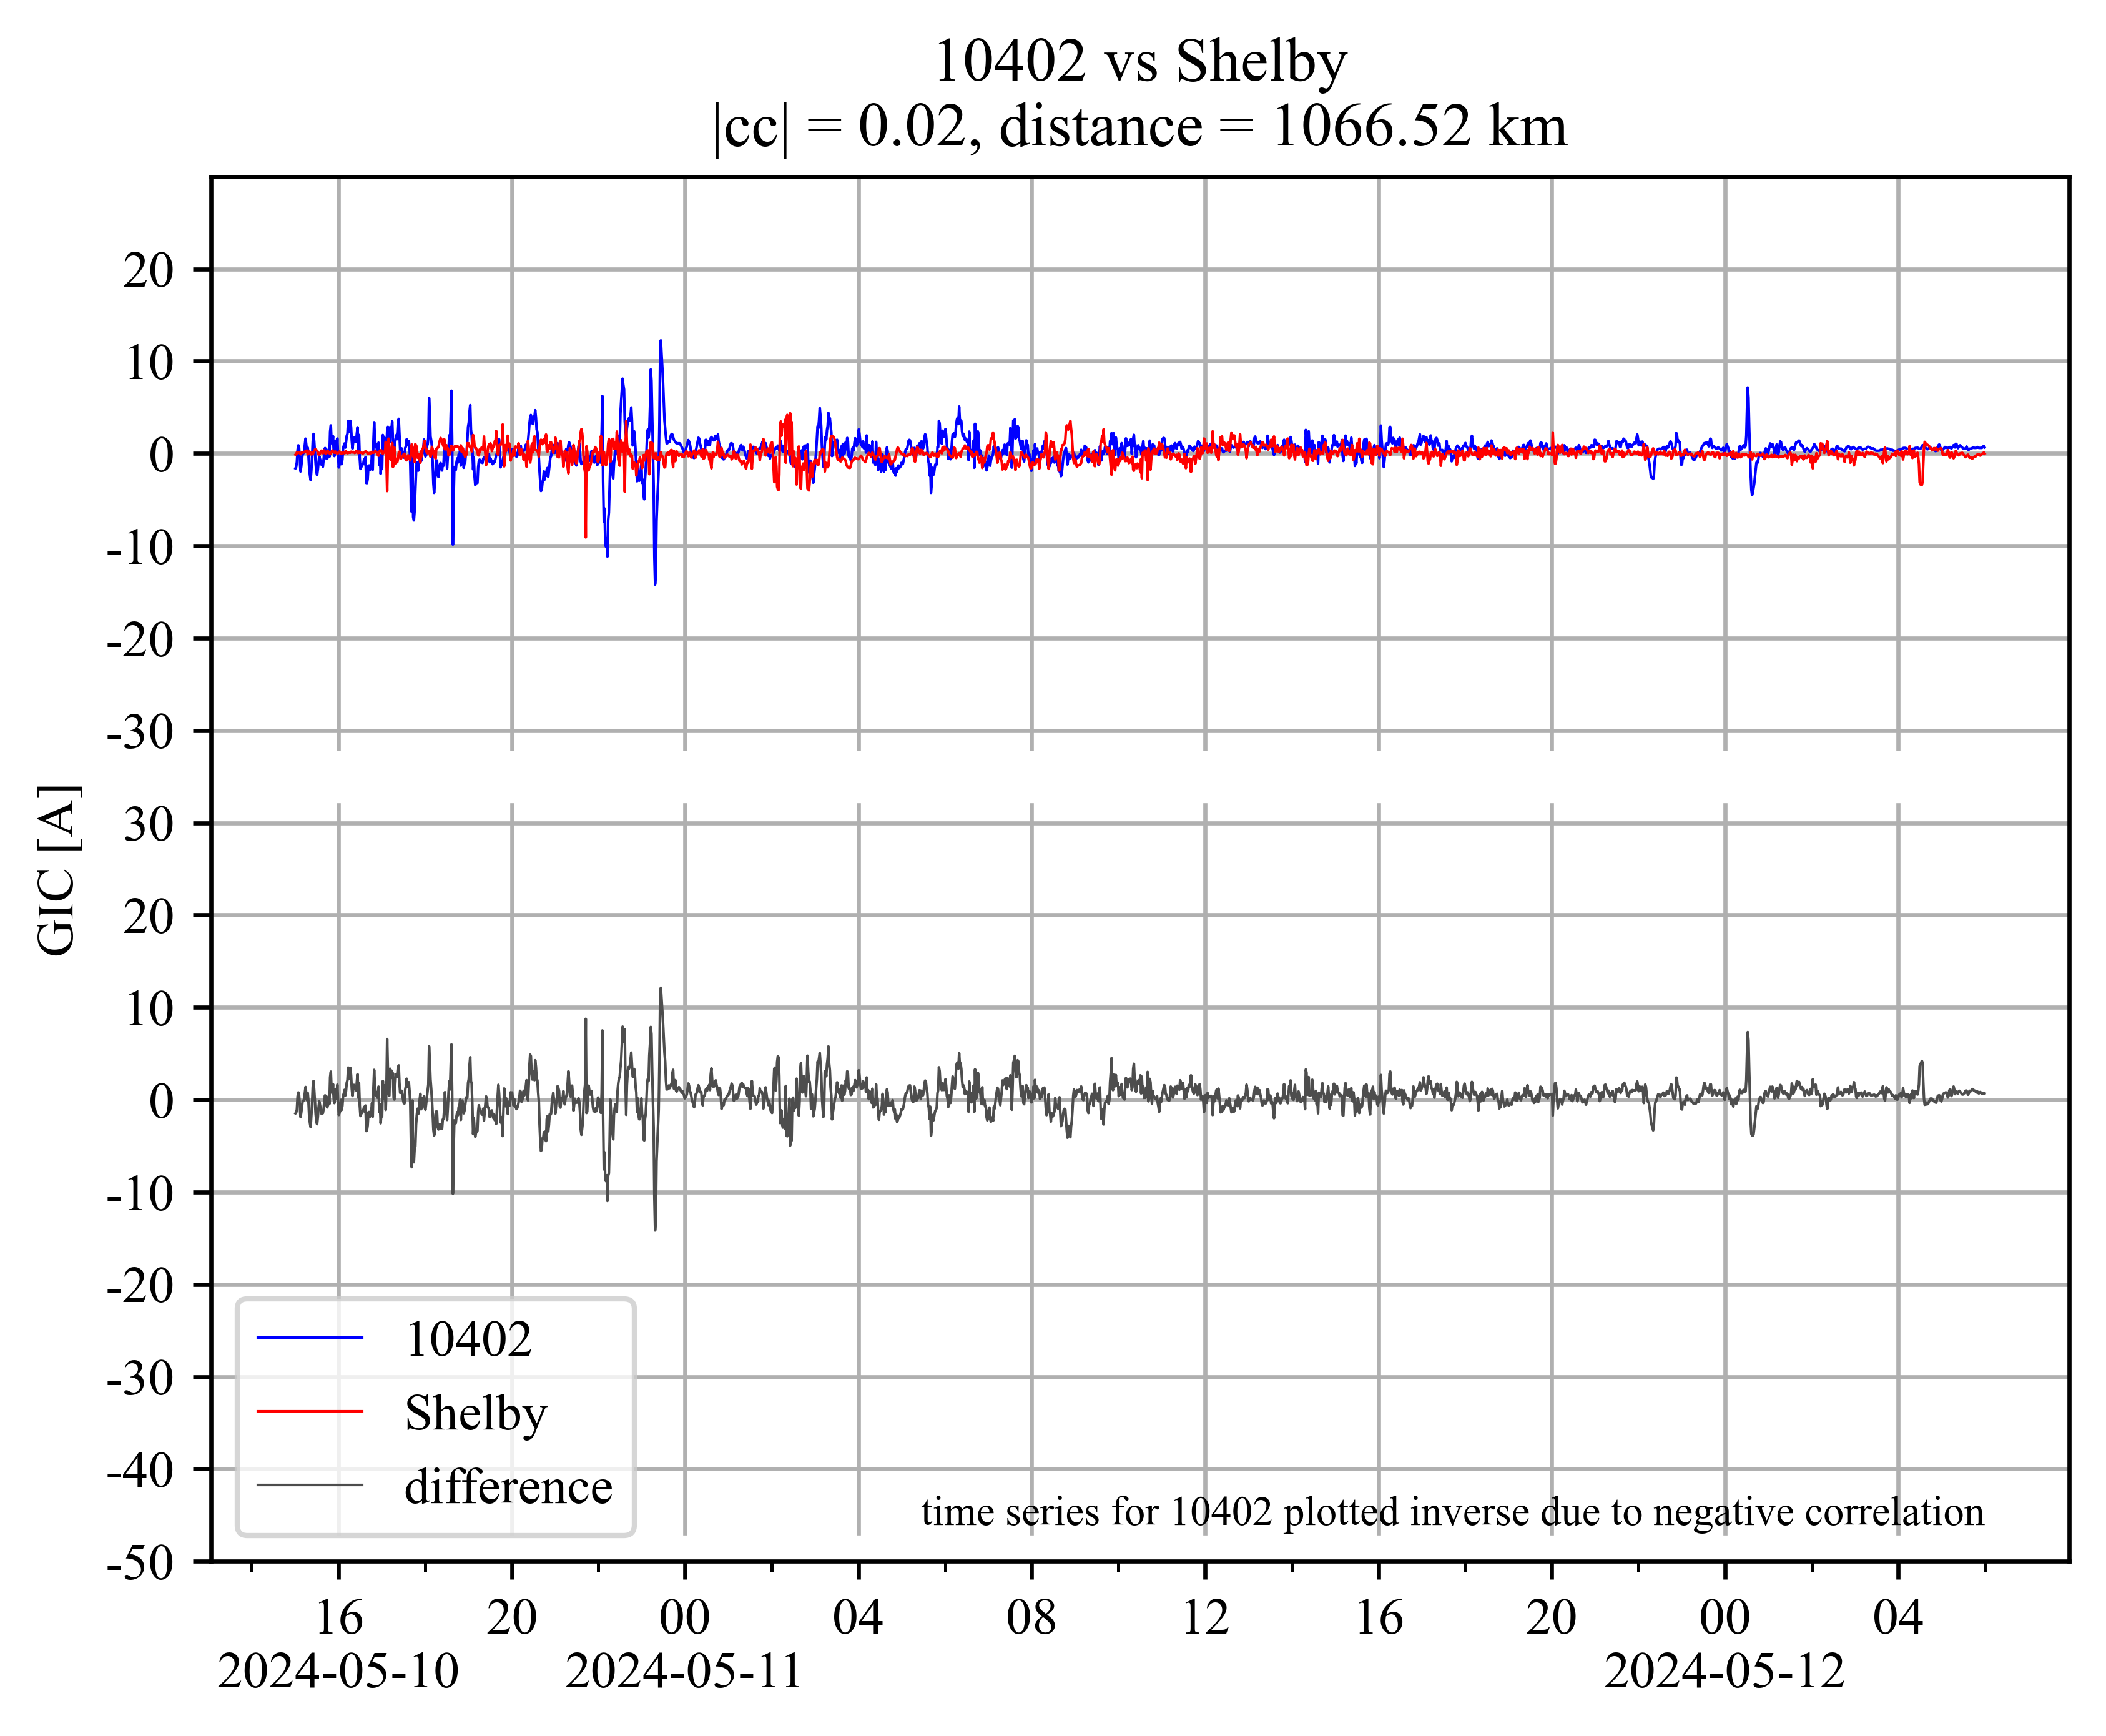 10402 vs Shelby
|cc| = 0.02, distance = 1066.52 km
GIC [A]
20
10
0
-10
-20
-30
30
20
10
0
-10
-20
-30
-40
-50
10402
Shelby
difference
time series for 10402 plotted inverse due to negative correlation
16 20 00 04 08 12 16 20 00 04
2024-05-10 2024-05-11 2024-05-12